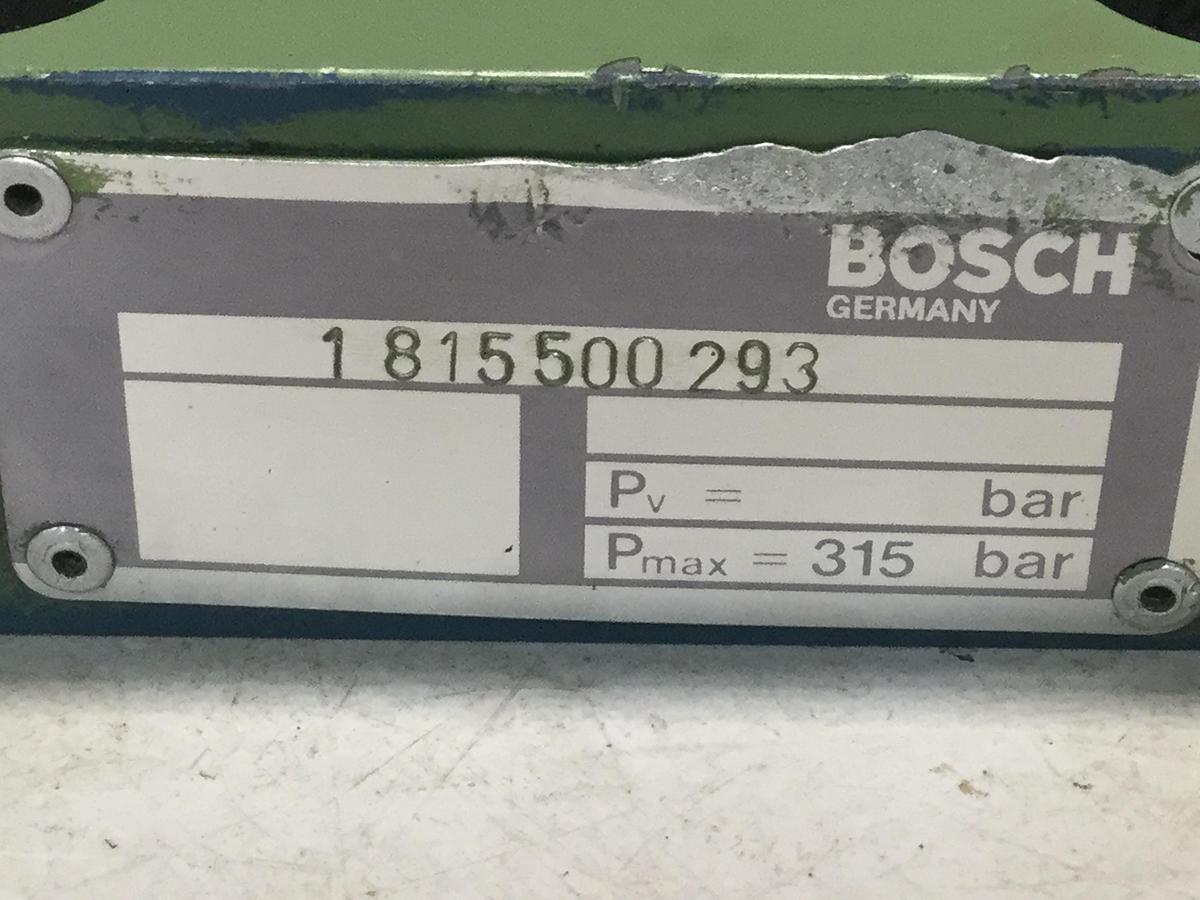 BOSCH
GERMANY
1 815 500 293
Pv = bar
Pmax = 315 bar